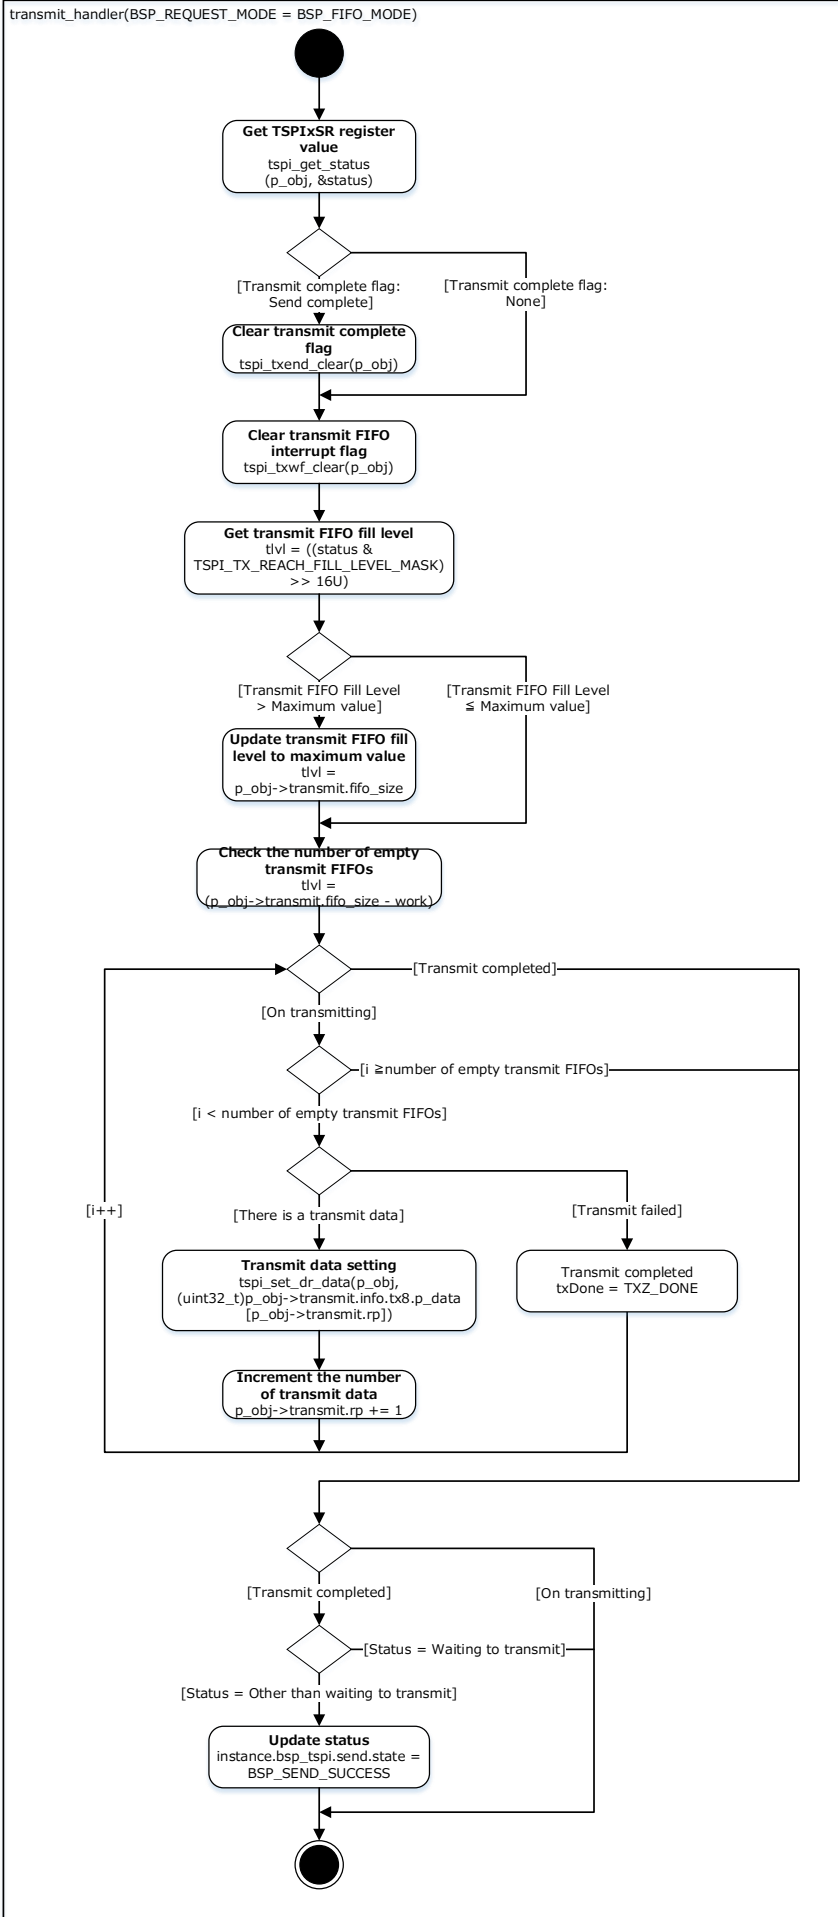 transmit_handler(BSP_REQUEST_MODE = BSP_FIFO_MODE)
Get TSPIxSR register
value
tspi_get_status
(p_obj, &status)
[Transmit complete flag:
Send complete]
[Transmit complete flag:
None]
Clear transmit complete
flag
tspi_txend_clear(p_obj)
Clear transmit FIFO
interrupt flag
tspi_txwf_clear(p_obj)
Get transmit FIFO fill level
tlvl = ((status &
TSPI_TX_REACH_FILL_LEVEL_MASK)
>> 16U)
[Transmit FIFO Fill Level
> Maximum value]
[Transmit FIFO Fill Level
≦ Maximum value]
Update transmit FIFO fill
level to maximum value
tlvl =
p_obj->transmit.fifo_size
Check the number of empty
transmit FIFOs
tlvl =
(p_obj->transmit.fifo_size - work)
[Transmit completed]
[On transmitting]
[i ≧number of empty transmit FIFOs]
[i < number of empty transmit FIFOs]
[i++]
[There is a transmit data]
[Transmit failed]
Transmit data setting
tspi_set_dr_data(p_obj,
(uint32_t)p_obj->transmit.info.tx8.p_data
[p_obj->transmit.rp])
Transmit completed
txDone = TXZ_DONE
Increment the number
of transmit data
p_obj->transmit.rp += 1
[Transmit completed]
[On transmitting]
[Status = Waiting to transmit]
[Status = Other than waiting to transmit]
Update status
instance.bsp_tspi.send.state =
BSP_SEND_SUCCESS